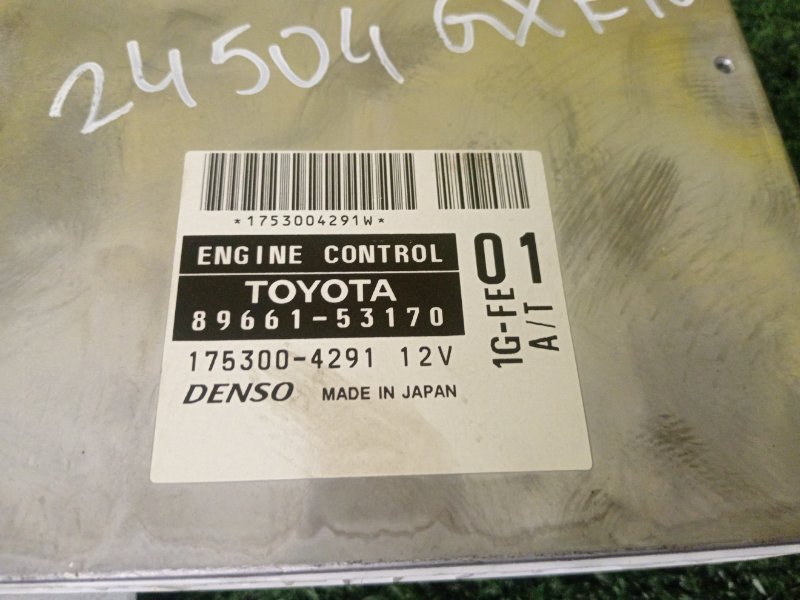 24504 GXE10
*1753004291W*
ENGINE CONTROL
TOYOTA
89661-53170
175300-4291 12V
DENSO MADE IN JAPAN
01
1G-FE
A/T